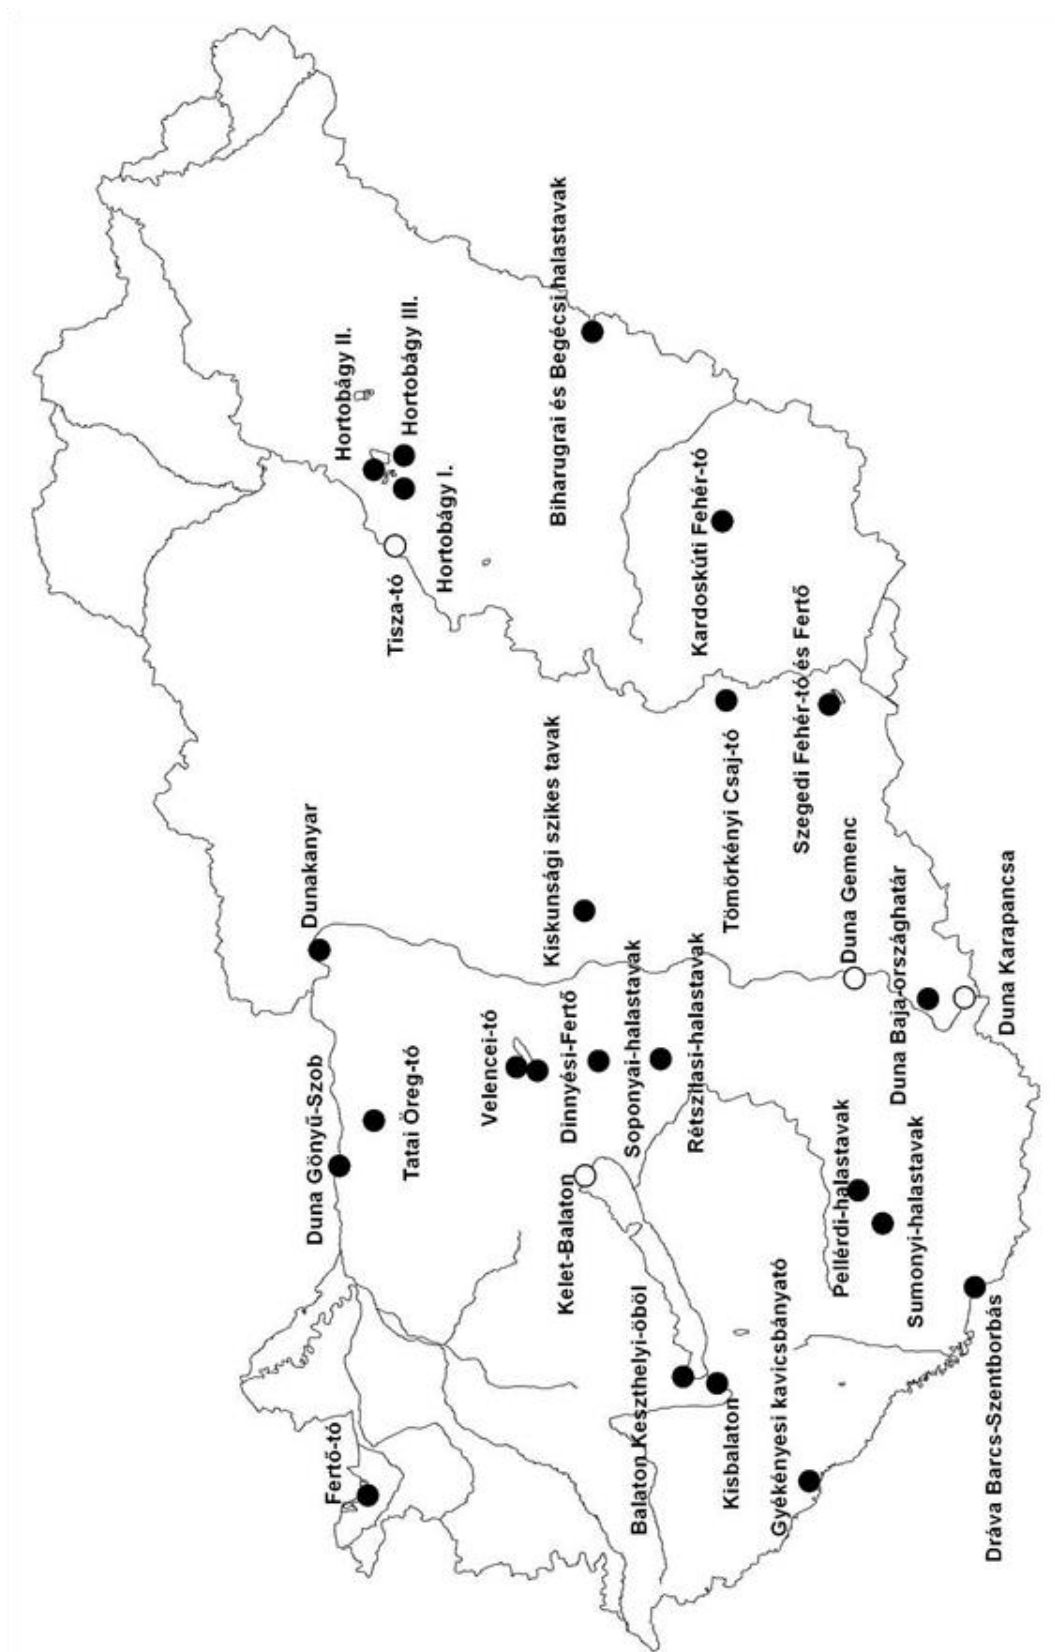 Fertő-tó
Duna Gönyű-Szob
Tatai Öreg-tó
Dunakanyar
Velencei-tó
Dinnyési-Fertő
Soponyai-halastavak
Rétszilasi-halastavak
Kelet-Balaton
Balaton Keszthelyi-öböl
Kisbalaton
Gyékényesi kavicsbányató
Dráva Barcs-Szentborbás
Pellérdi-halastavak
Sumonyi-halastavak
Duna Gemenc
Duna Baja-országhatár
Duna Karapancsa
Kiskunsági szikes tavak
Tömörkényi Csaj-tó
Szegedi Fehér-tó és Fertő
Kardoskúti Fehér-tó
Biharugrai és Begécsi halastavak
Tisza-tó
Hortobágy I.
Hortobágy II.
Hortobágy III.